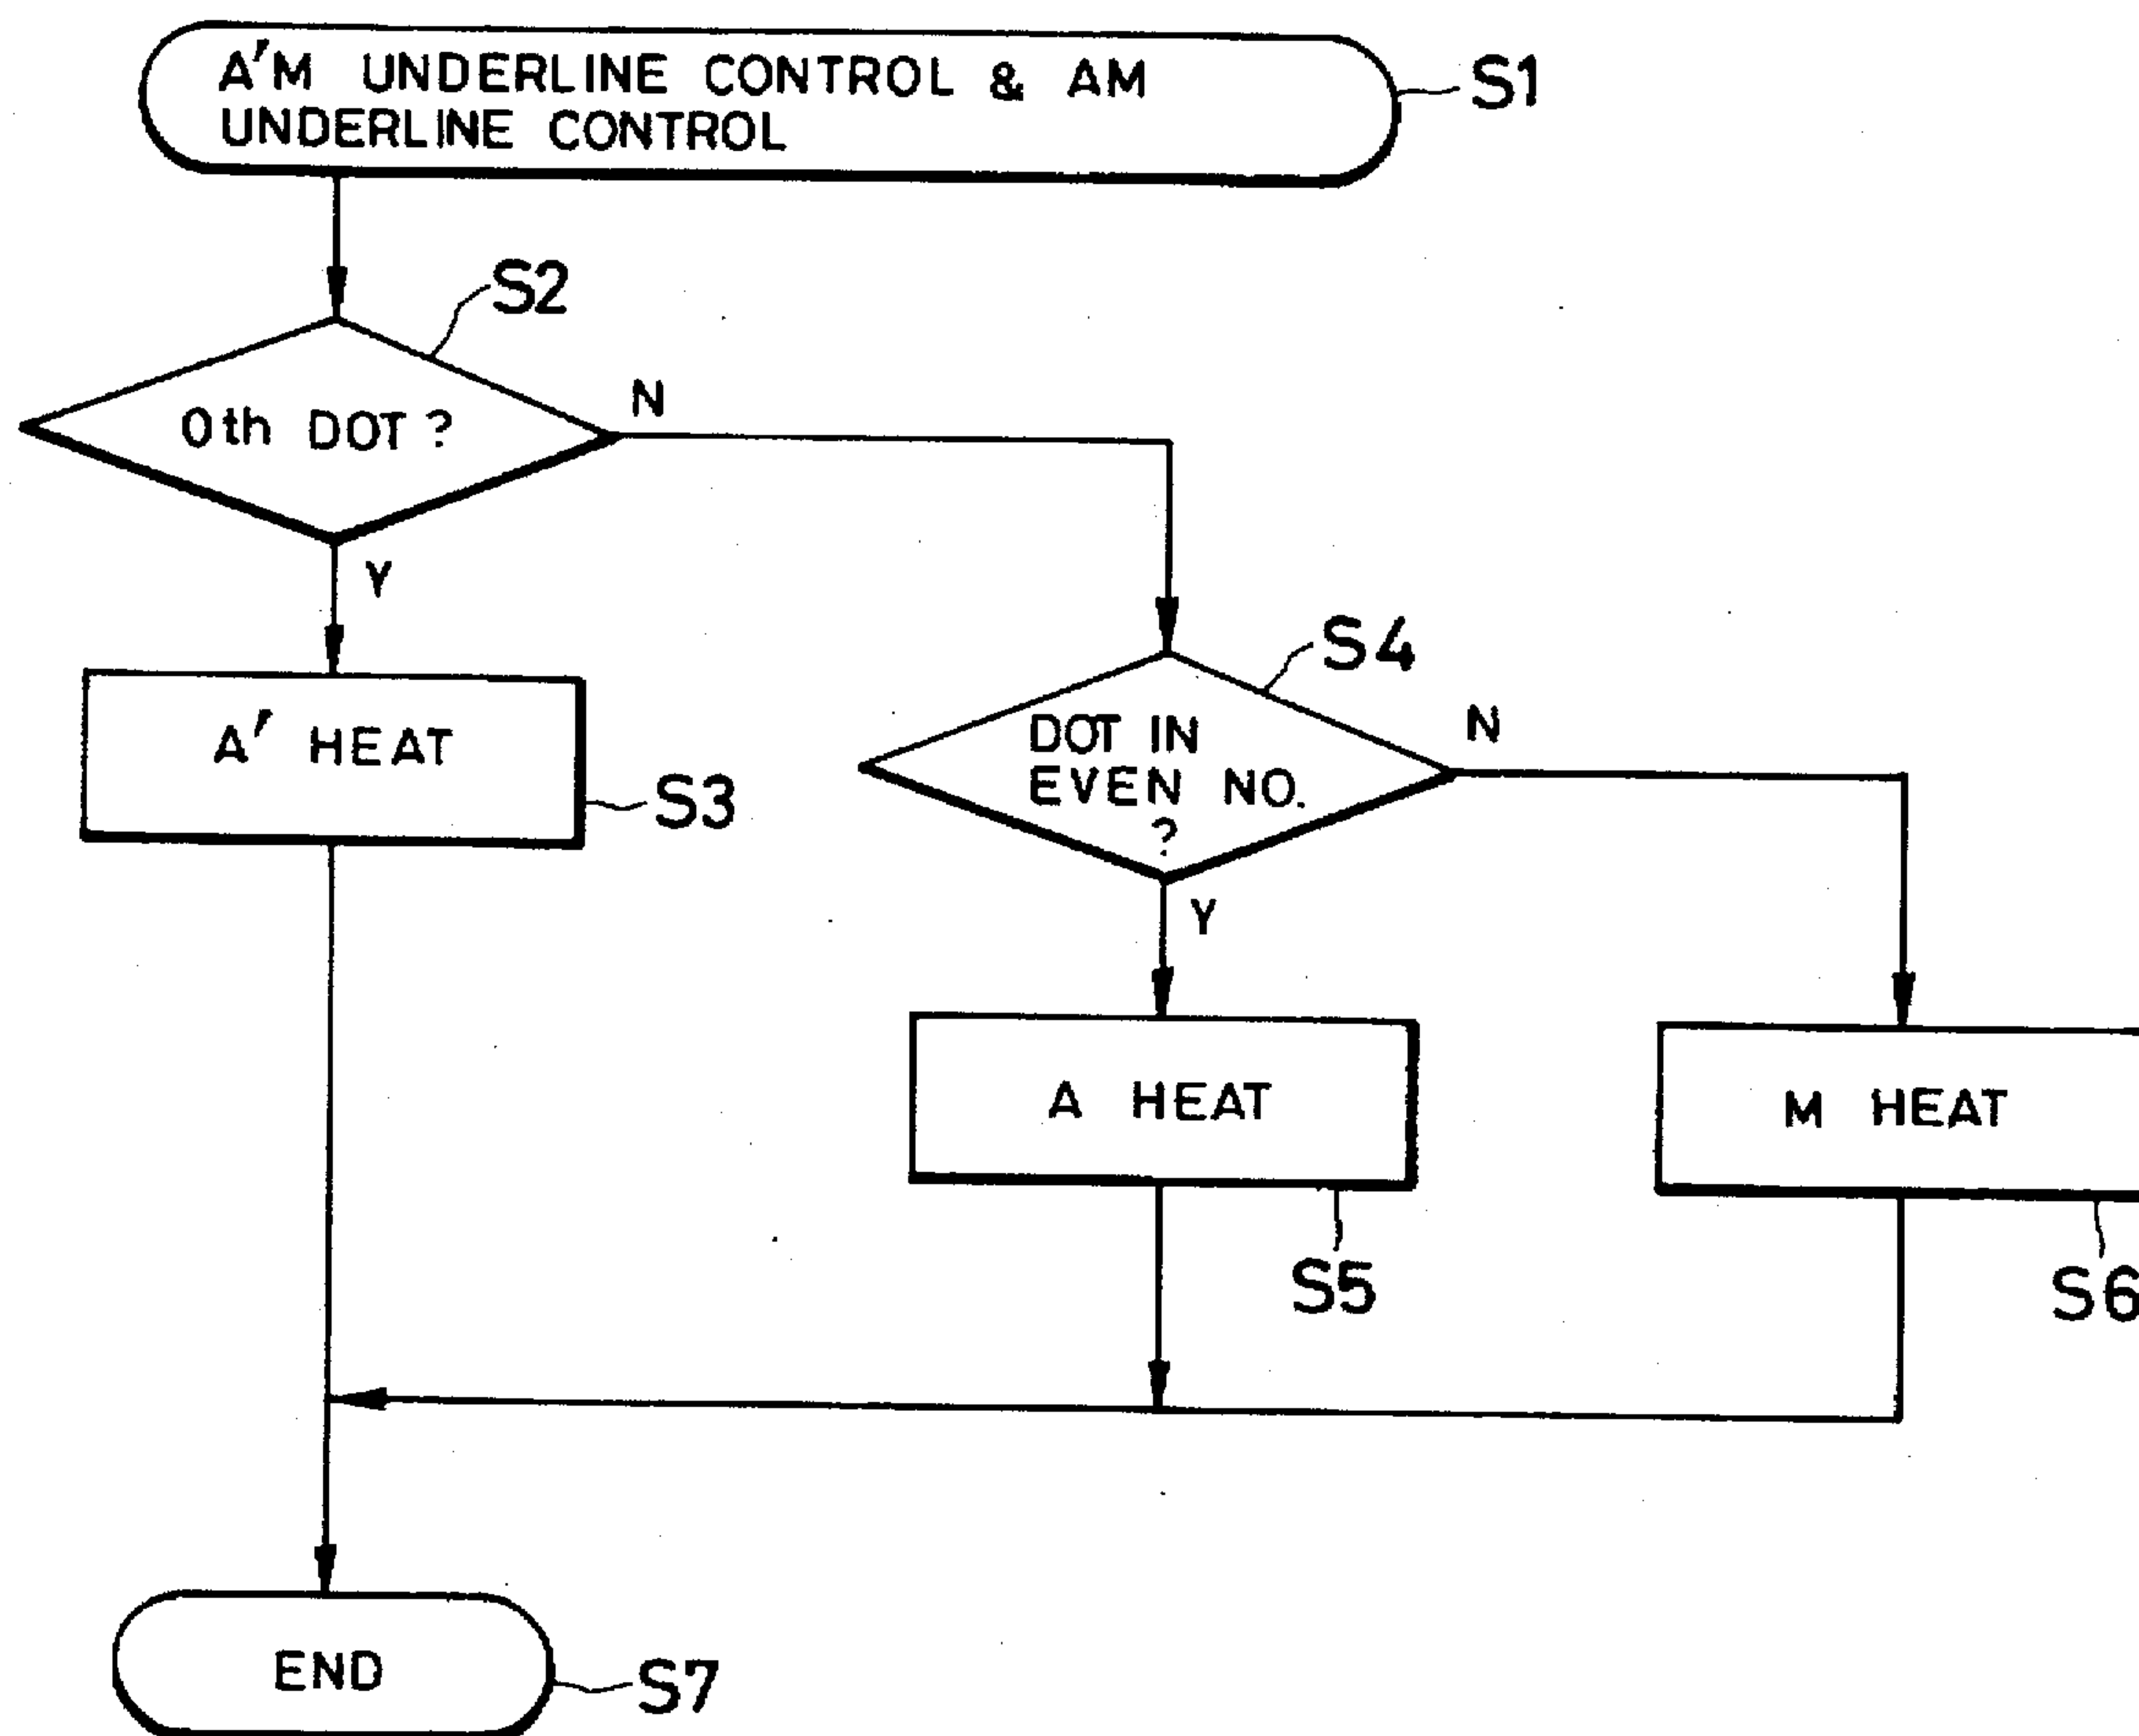 A'M UNDERLINE CONTROL & AM
UNDERLINE CONTROL
S1
S2
0th DOT?
N
Y
A' HEAT
S3
S4
DOT IN
EVEN NO.
?
N
Y
A HEAT
S5
M HEAT
S6
END
S7